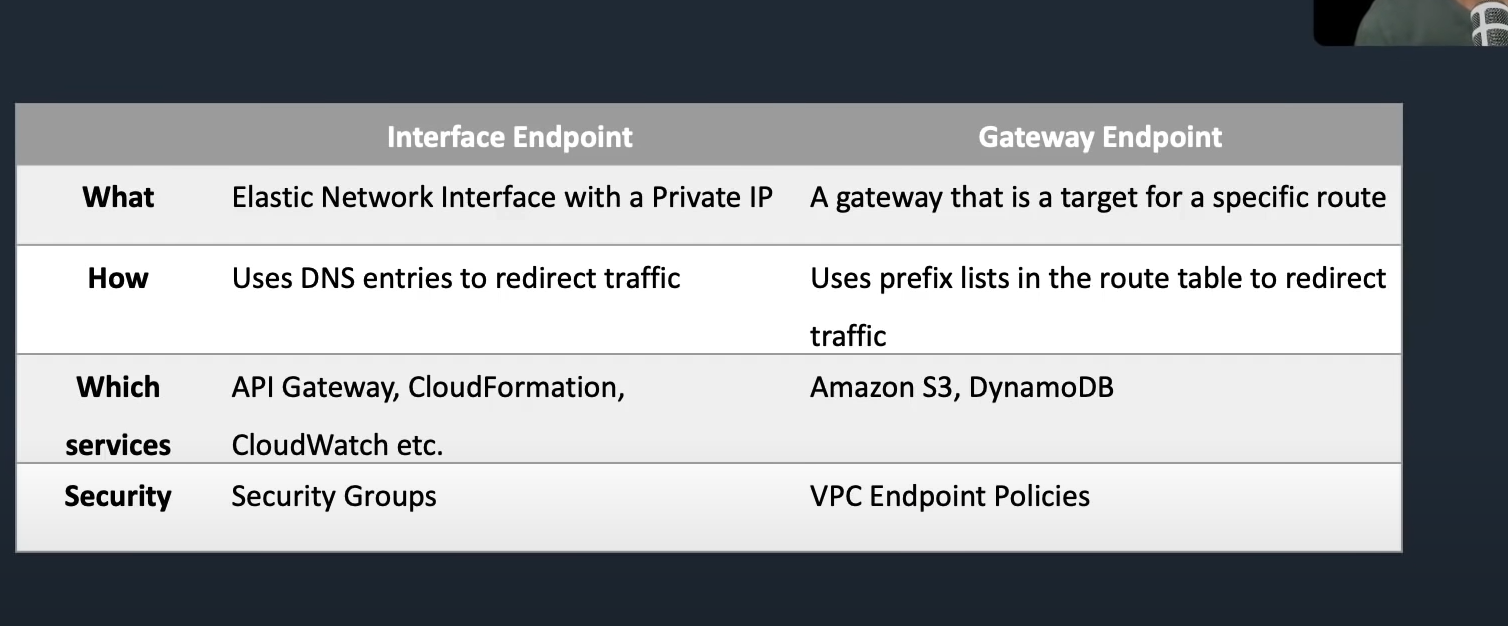 Interface Endpoint Gateway Endpoint
What Elastic Network Interface with a Private IP A gateway that is a target for a specific route
How Uses DNS entries to redirect traffic Uses prefix lists in the route table to redirect
traffic
Which API Gateway, CloudFormation, Amazon S3, DynamoDB
services CloudWatch etc.
Security Security Groups VPC Endpoint Policies